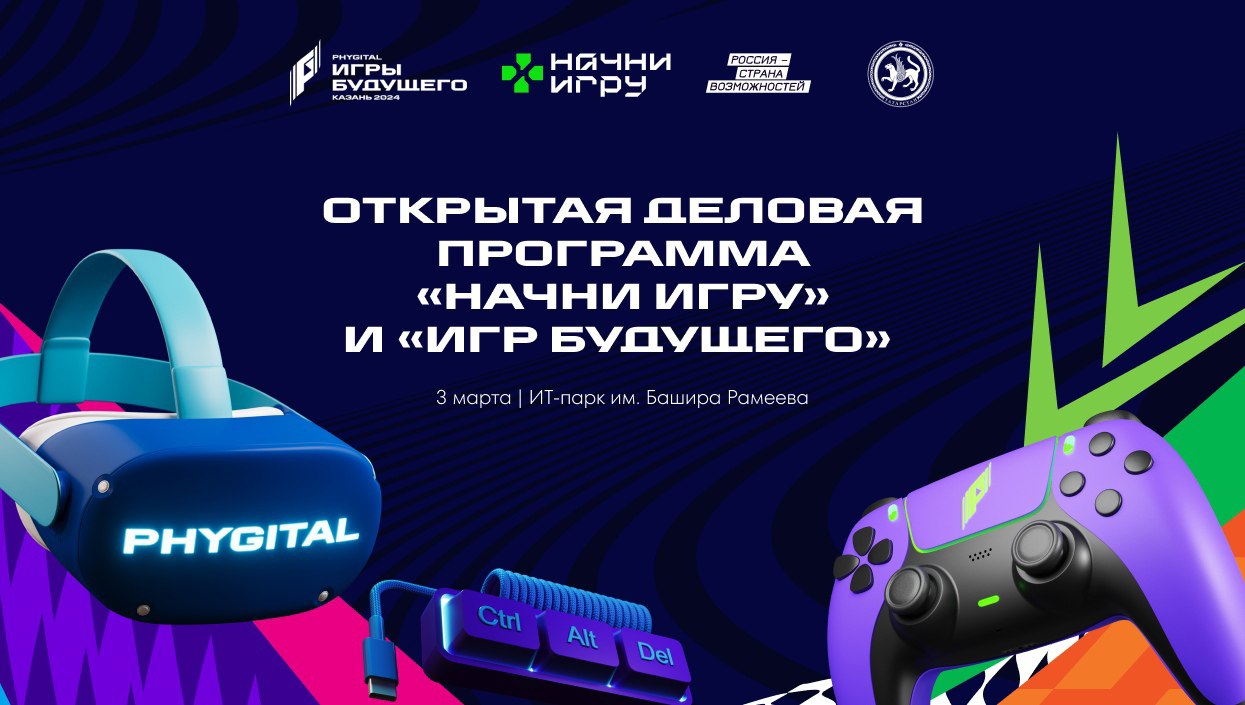 PHYGITAL
ИГРЫ
БУДУЩЕГО
КАЗАНЬ 2024
НАЧНИ
ИГРУ
РОССИЯ –
СТРАНА
ВОЗМОЖНОСТЕЙ
ТАТАРСТАН
ОТКРЫТАЯ ДЕЛОВАЯ
ПРОГРАММА
«НАЧНИ ИГРУ»
И «ИГР БУДУЩЕГО»
3 марта | ИТ-парк им. Башира Рамеева
PHYGITAL
Ctrl
Alt
Del